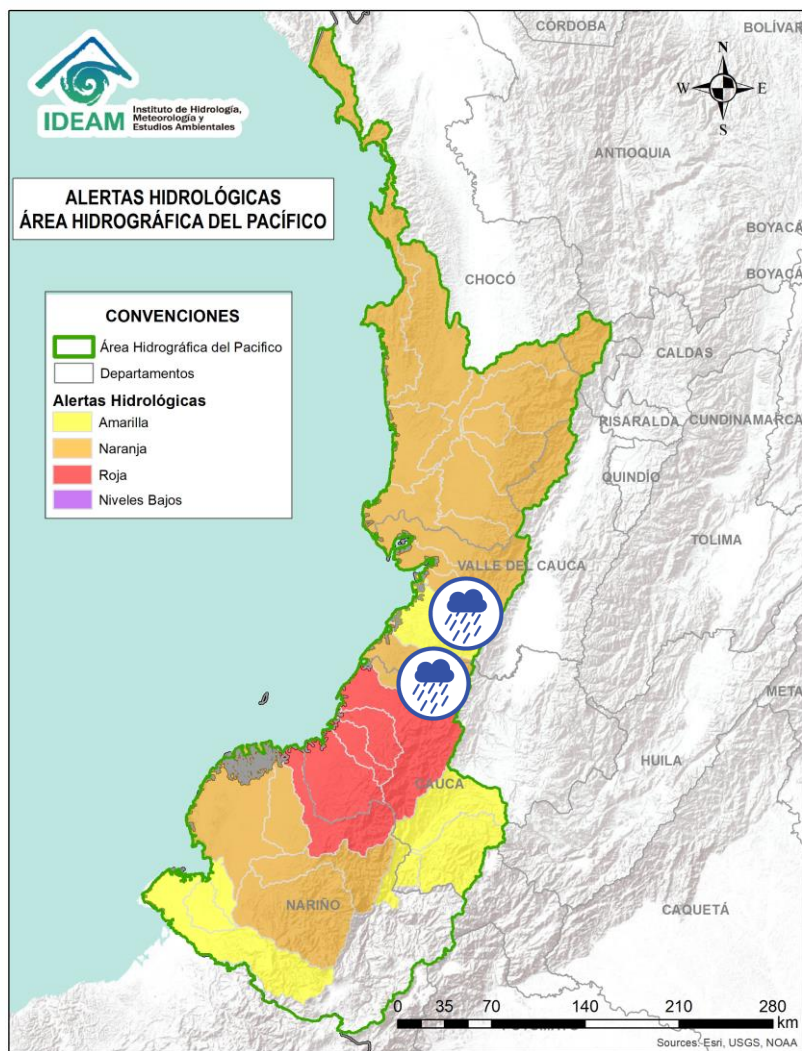 IDEAM
Instituto de Hidrología,
Meteorología y
Estudios Ambientales
ALERTAS HIDROLÓGICAS
ÁREA HIDROGRÁFICA DEL PACÍFICO
CONVENCIONES
Área Hidrográfica del Pacifico
Departamentos
Alertas Hidrológicas
Amarilla
Naranja
Roja
Niveles Bajos
N
W E
S
CÓRDOBA
BOLÍVAR
ANTIOQUIA
BOYACÁ
BOYACÁ
CHOCÓ
CALDAS
RISARALDA
CUNDINAMARCA
QUINDÍO
TOLIMA
VALLE DEL CAUCA
META
HUILA
CAUCA
NARIÑO
CAQUETÁ
0 35 70 140 210 280
km
Sources: Esri, USGS, NOAA